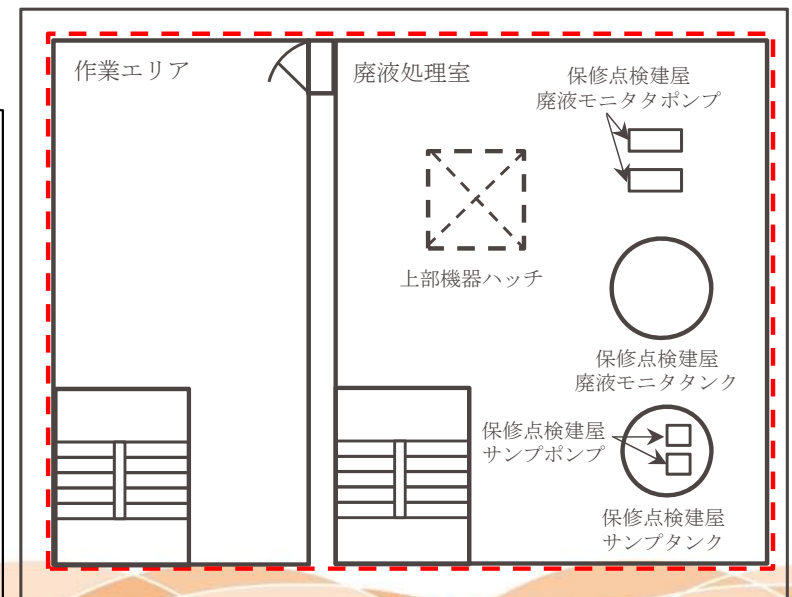 作業エリア
廃液処理室
保修点検建屋
廃液モニタタポンプ
上部機器ハッチ
保修点検建屋
廃液モニタタンク
保修点検建屋
サンプポンプ
保修点検建屋
サンプタンク